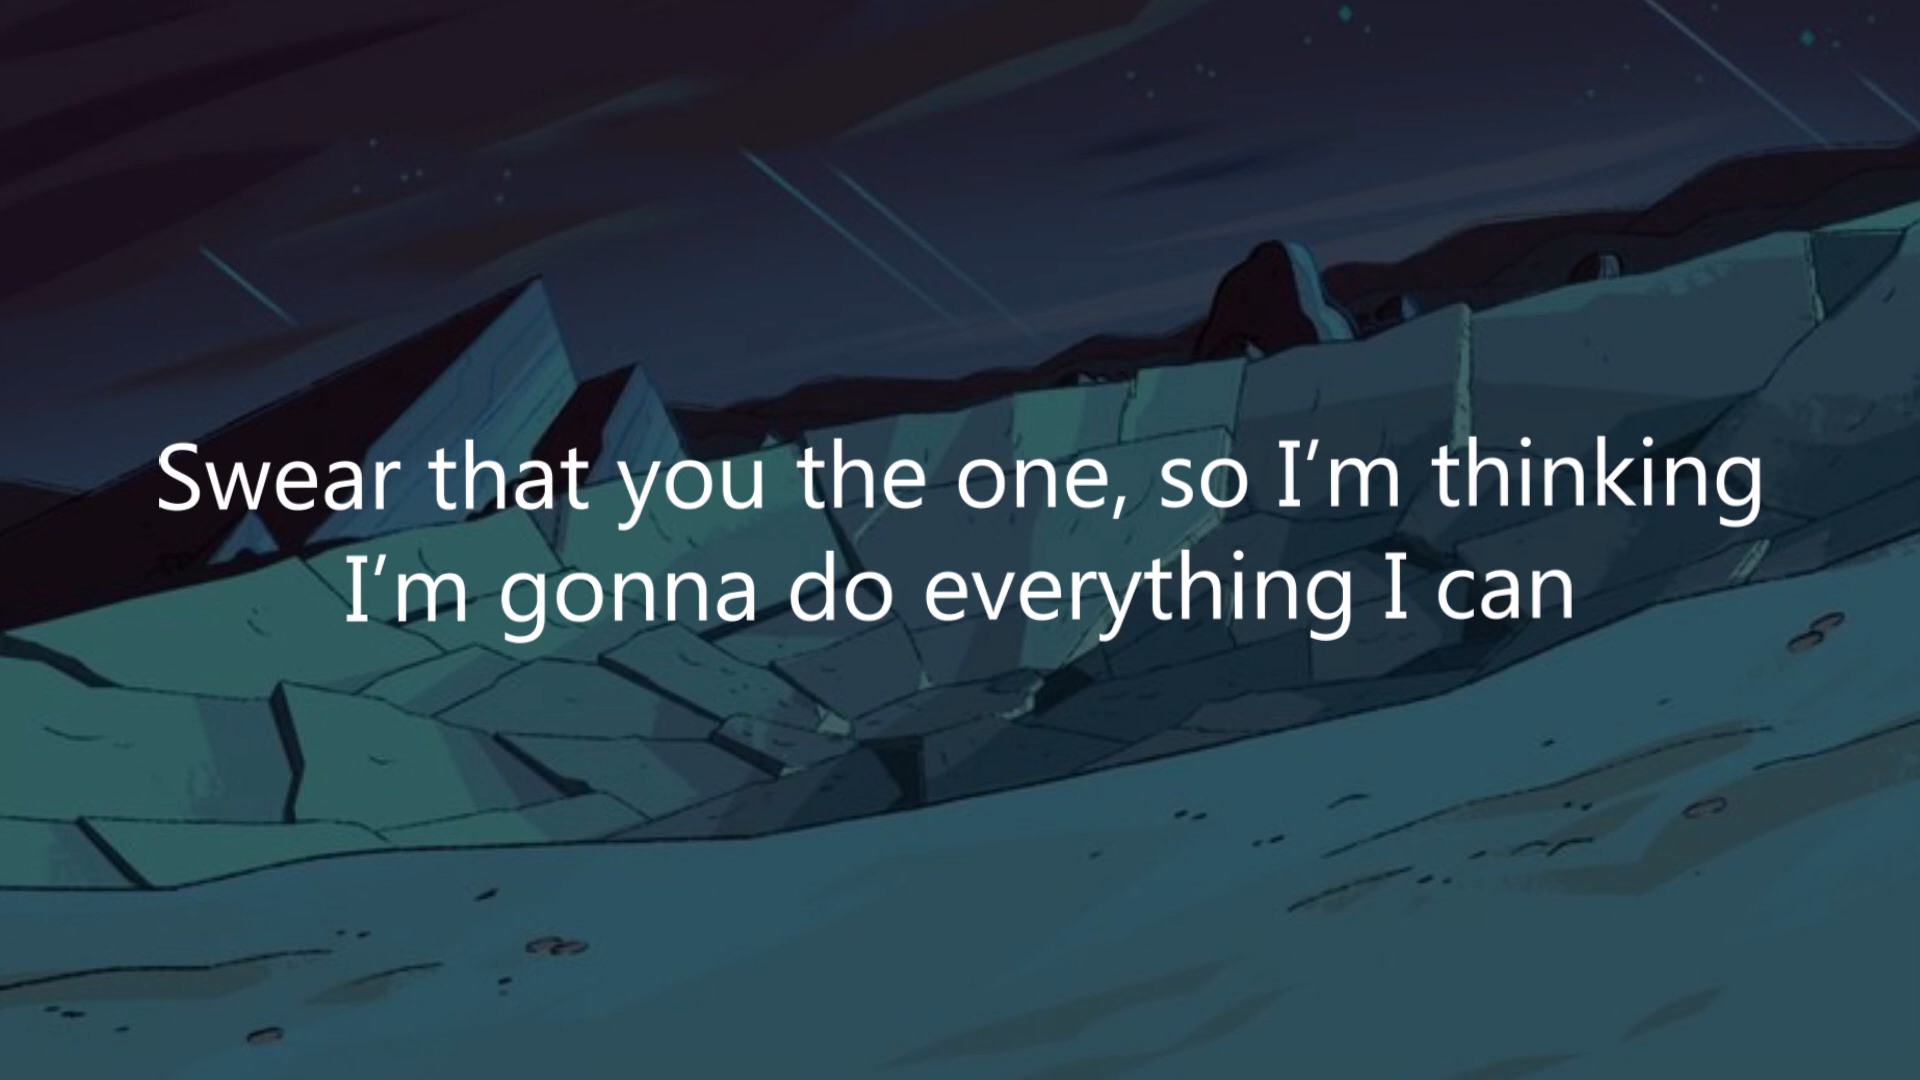 Swear that you the one, so I’m thinking
I’m gonna do everything I can